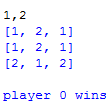 1,2
[1, 2, 1]
[1, 2, 1]
[2, 1, 2]
player 0 wins